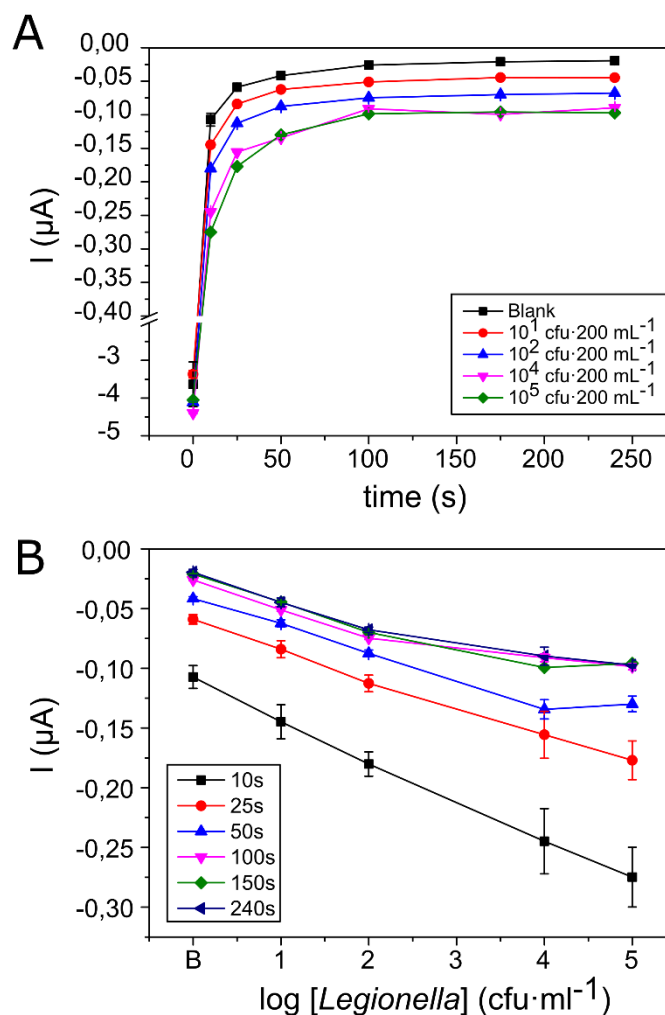 A
0,00
-0,05
-0,10
-0,15
-0,20
-0,25
-0,30
-0,35
-0,40
-3
-4
-5
I (µA)
Blank
10¹ cfu·200 mL⁻¹
10² cfu·200 mL⁻¹
10⁴ cfu·200 mL⁻¹
10⁵ cfu·200 mL⁻¹
0 50 100 150 200 250
time (s)
B
0,00
-0,05
-0,10
-0,15
-0,20
-0,25
-0,30
I (µA)
10s
25s
50s
100s
150s
240s
B 1 2 3 4 5
log [Legionella] (cfu·ml⁻¹)